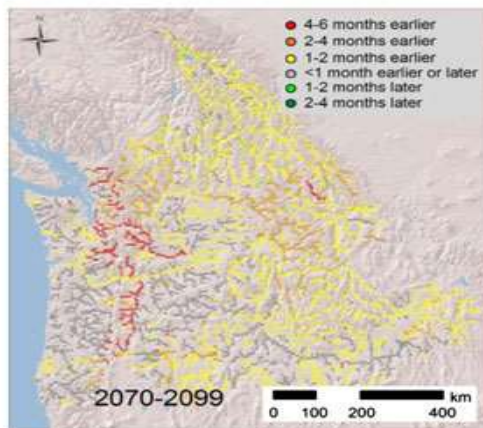 N
4-6 months earlier
2-4 months earlier
1-2 months earlier
<1 month earlier or later
1-2 months later
2-4 months later
2070-2099
km
0 100 200 400